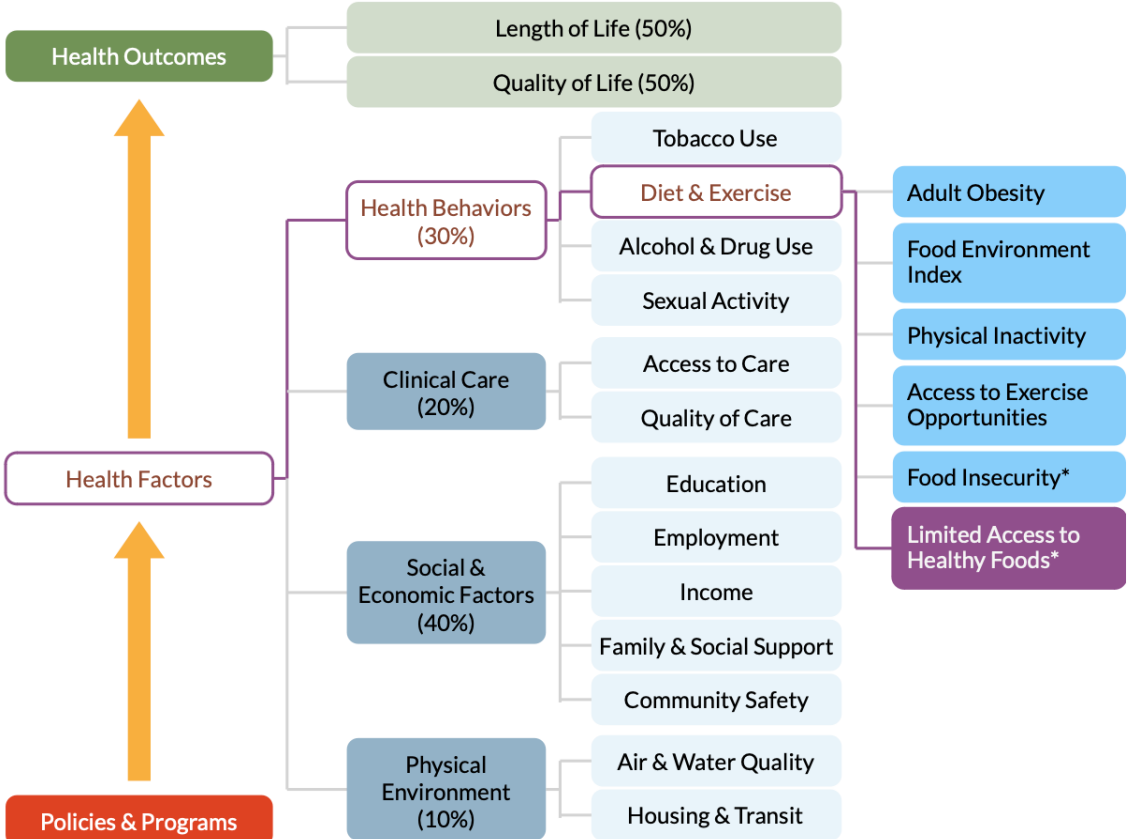 Health Outcomes
Length of Life (50%)
Quality of Life (50%)
Health Factors
Health Behaviors
(30%)
Tobacco Use
Diet & Exercise
Adult Obesity
Food Environment
Index
Physical Inactivity
Access to Exercise
Opportunities
Food Insecurity*
Limited Access to
Healthy Foods*
Alcohol & Drug Use
Sexual Activity
Clinical Care
(20%)
Access to Care
Quality of Care
Social &
Economic Factors
(40%)
Education
Employment
Income
Family & Social Support
Community Safety
Physical
Environment
(10%)
Air & Water Quality
Housing & Transit
Policies & Programs